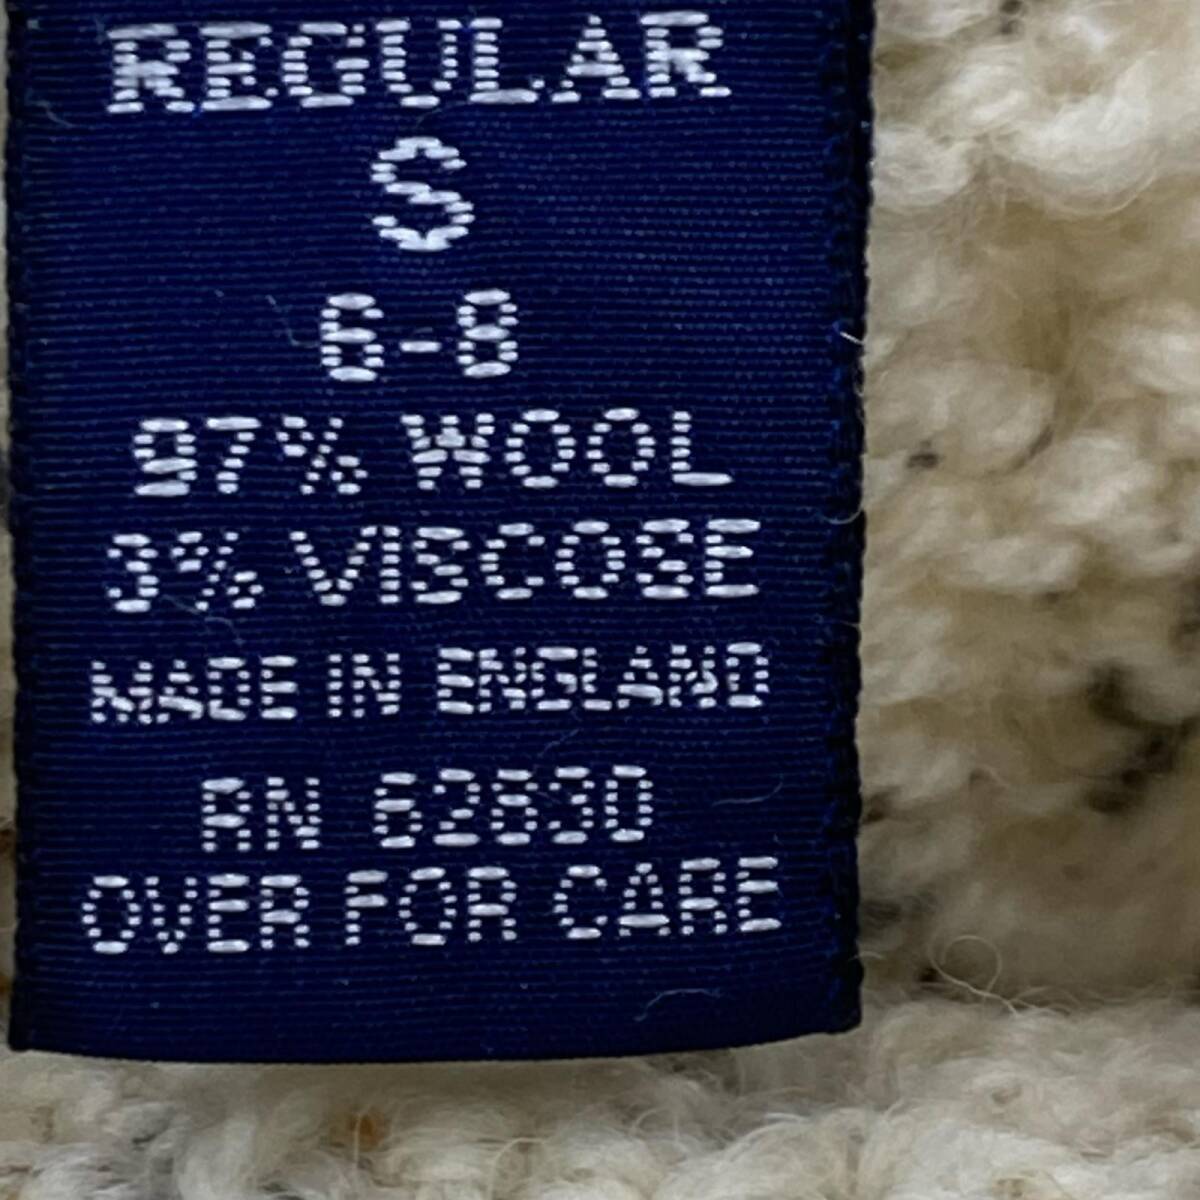 REGULAR
S
6-8
97% WOOL
3% VISCOSE
MADE IN ENGLAND
RN 62630
OVER FOR CARE